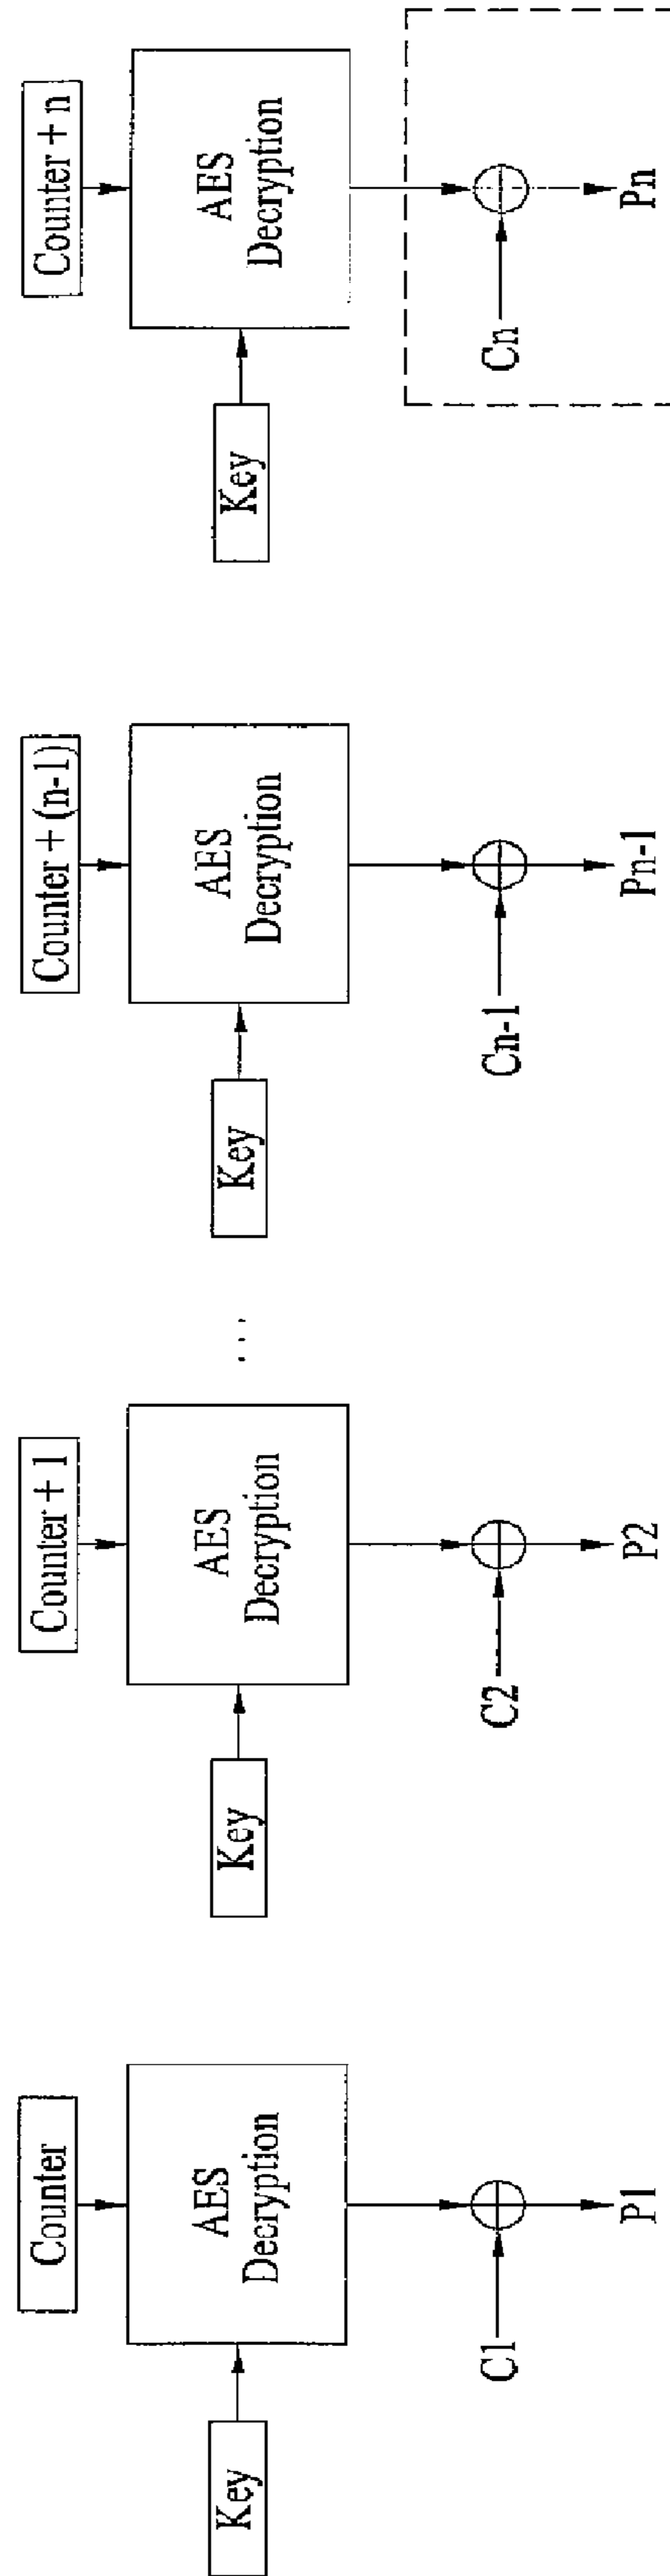 Counter
Key
AES
Decryption
C1
P1
Counter + 1
Key
AES
Decryption
C2
P2
...
Counter + (n-1)
Key
AES
Decryption
Cn-1
Pn-1
Counter + n
Key
AES
Decryption
Cn
Pn